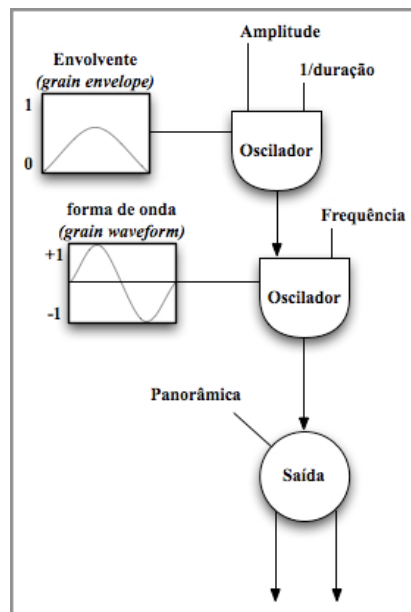 Amplitude
Envolvente
(grain envelope)
1/duração
1
Oscilador
0
forma de onda
(grain waveform)
Frequência
+1
Oscilador
-1
Panorâmica
Saída